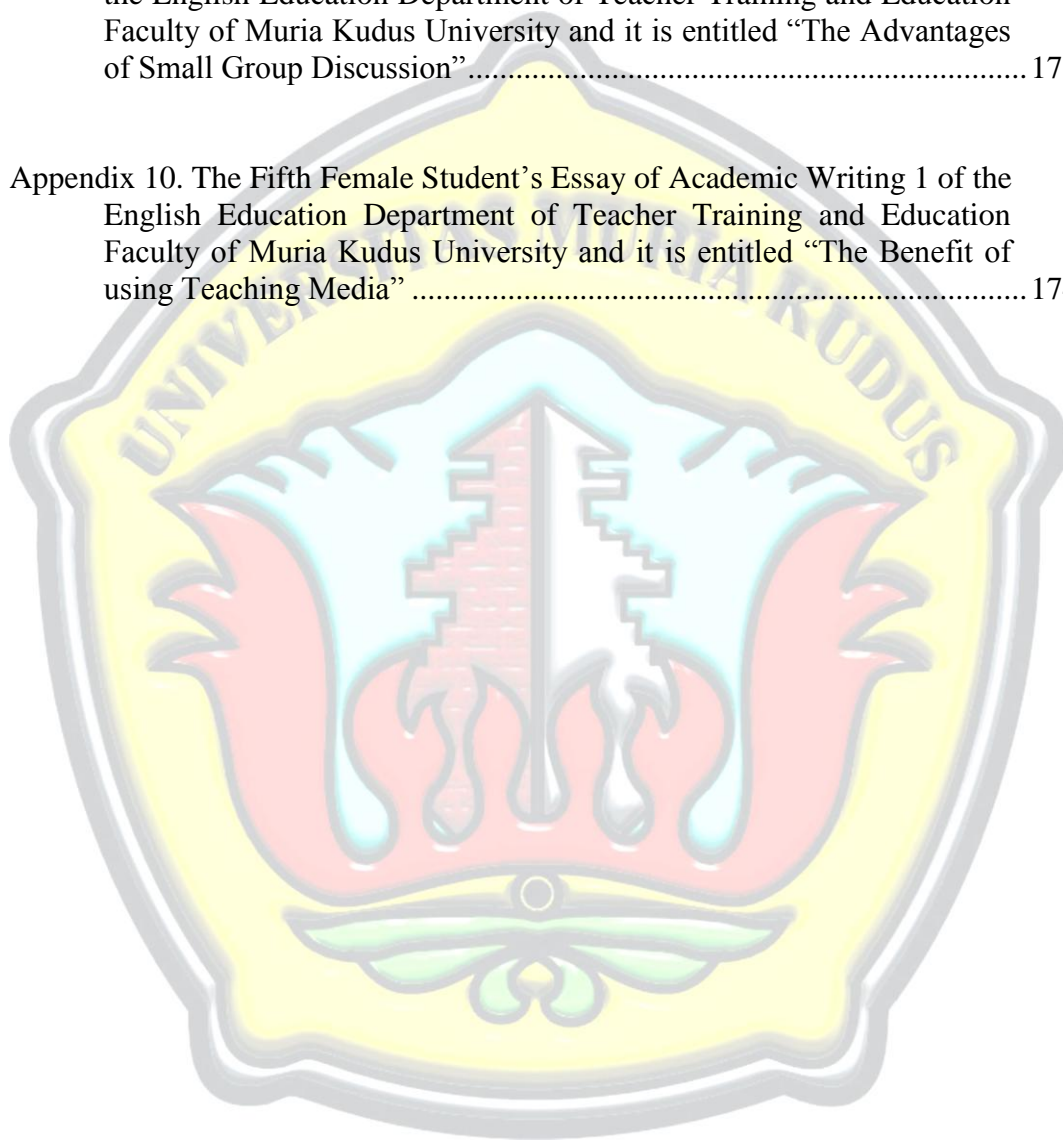 the English Education Department of Teacher Training and Education
Faculty of Muria Kudus University and it is entitled “The Advantages
of Small Group Discussion”....................................................................... 17
Appendix 10. The Fifth Female Student’s Essay of Academic Writing 1 of the
English Education Department of Teacher Training and Education
Faculty of Muria Kudus University and it is entitled “The Benefit of
using Teaching Media” .............................................................................. 17
UNIVERSITAS MURIA KUDUS